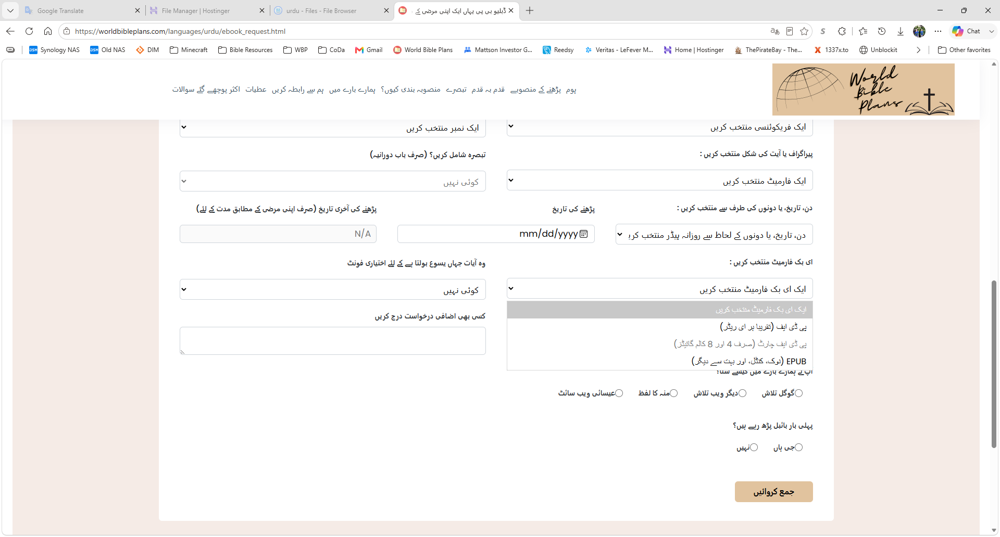 Google Translate
File Manager | Hostinger
urdu - Files - File Browser
ڈبلیو بی پی یہاں ایک اپنی مرضی کے
https://worldbibleplans.com/languages/urdu/ebook_request.html
Chat
Synology NAS
Old NAS
DIM
Minecraft
Bible Resources
WBP
CoDa
Gmail
World Bible Plans
Mattson Investor G...
Reedsy
Veritas - LeFever M...
Home | Hostinger
ThePirateBay - The...
1337x.to
Unblockit
Other favorites
World
Bible
Plans
ہوم پڑھنے کے منصوبے قدم بہ قدم تبصرے منصوبہ بندی کیوں؟ ہمارے بارے میں ہم سے رابطہ کریں عطیات اکثر پوچھے گئے سوالات
ایک فریکوئنسی منتخب کریں
ایک نمبر منتخب کریں
پیراگراف یا آیت کی شکل منتخب کریں :
تبصرہ شامل کریں؟ (صرف باب دورانیہ)
ایک فارمیٹ منتخب کریں
کوئی نہیں
دن، تاریخ، یا دونوں کی طرف سے منتخب کریں :
پڑھنے کی تاریخ
پڑھنے کی آخری تاریخ (صرف اپنی مرضی کے مطابق مدت کے لئے)
دن، تاریخ، یا دونوں کے لحاظ سے روزانہ ہیڈر منتخب کریں
mm/dd/yyyy
N/A
ای بک فارمیٹ منتخب کریں :
وہ آیات جہاں یسوع بولتا ہے کے لئے اختیاری فونٹ
ایک ای بک فارمیٹ منتخب کریں
کوئی نہیں
ایک ای بک فارمیٹ منتخب کریں
پی ڈی ایف (تقریبا ہر ای ریڈر)
پی ڈی ایف چارٹ (صرف 4 اور 8 کالم گائیڈز)
EPUB (نوک، کنڈل، اور بہت سے دیگر)
کسی بھی اضافی درخواست درج کریں
آپ نے ہمارے بارے میں کیسے سنا؟
گوگل تلاش
دیگر ویب تلاش
منہ کا لفظ
عیسائی ویب سائٹ
پہلی بار بائبل پڑھ رہے ہیں؟
جی ہاں
نہیں
جمع کروائیں